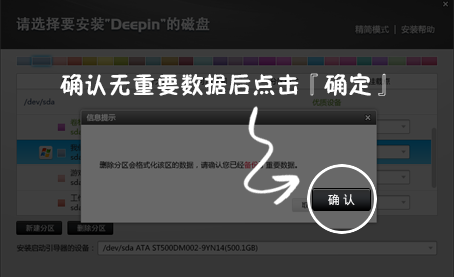 请选择要安装"Deepin"的磁盘
精简模式 | 安装帮助
确认无重要数据后点击『确定』
/dev/sda
信息提示
删除分区会格式化该区的数据，请确认您已经备份重要数据。
确认
新建分区 删除分区
安装启动引导器的设备： /dev/sda ATA ST500DM002-9YN14(500.1GB)